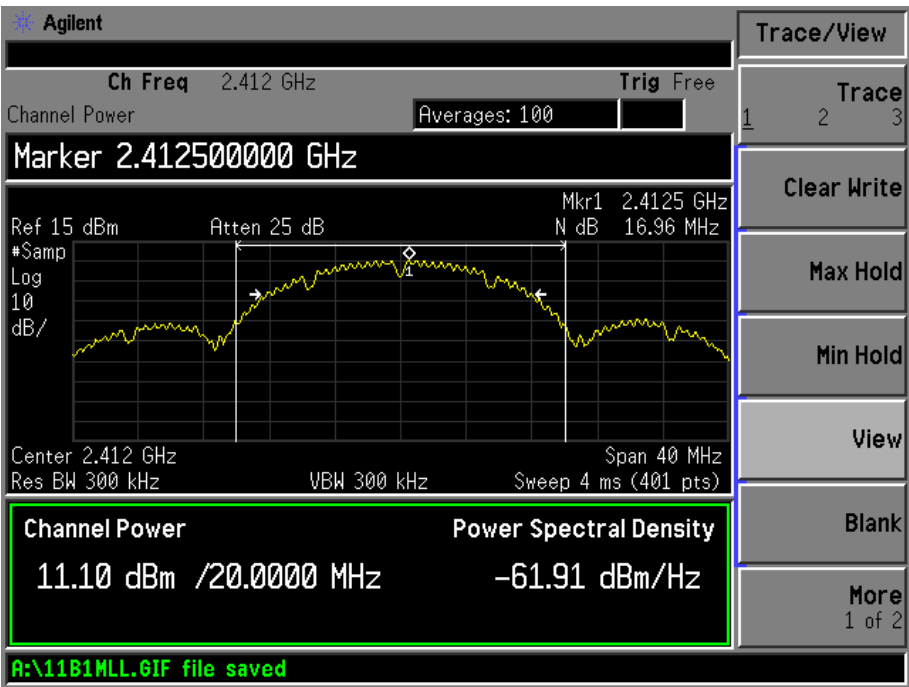 Agilent
Trace/View
Ch Freq 2.412 GHz Trig Free
Channel Power
Averages: 100
Trace
1 2 3
Marker 2.412500000 GHz
Clear Write
Mkr1 2.4125 GHz
Ref 15 dBm Atten 25 dB N dB 16.96 MHz
#Samp
Log
10
dB/
1
Max Hold
Min Hold
View
Center 2.412 GHz Span 40 MHz
Res BW 300 kHz VBW 300 kHz Sweep 4 ms (401 pts)
Channel Power Power Spectral Density
11.10 dBm /20.0000 MHz -61.91 dBm/Hz
Blank
More
1 of 2
A:\11B1MLL.GIF file saved